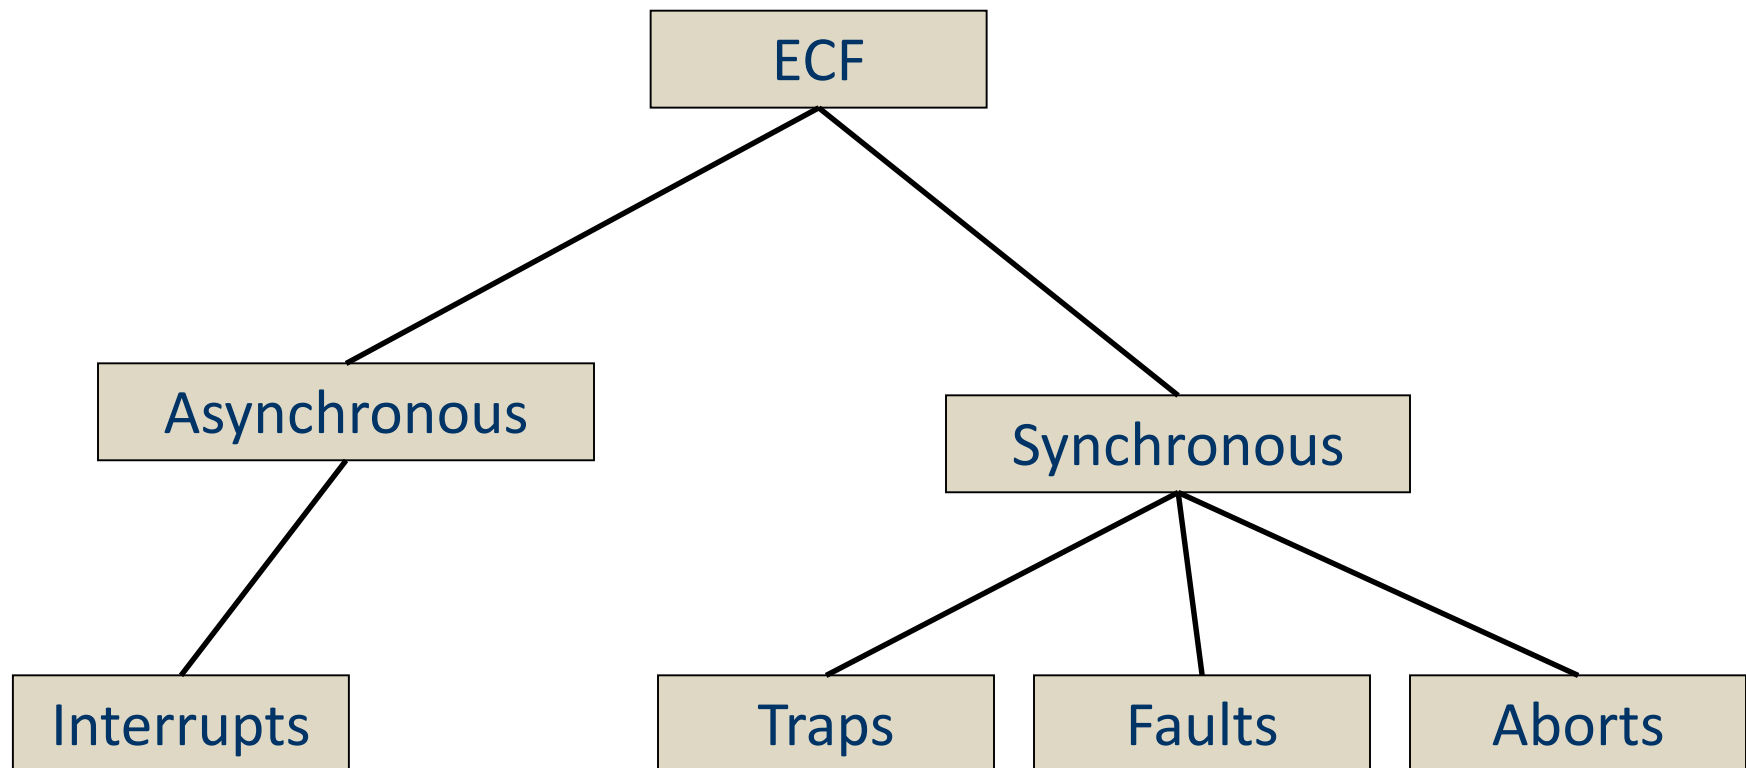 ECF
Asynchronous
Synchronous
Interrupts
Traps
Faults
Aborts